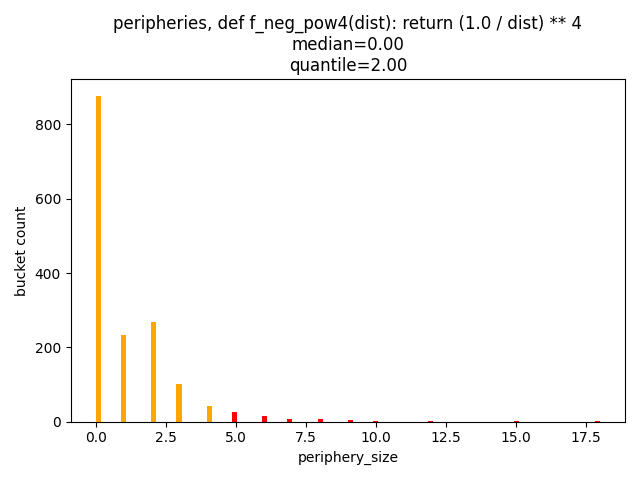 peripheries, def f_neg_pow4(dist): return (1.0 / dist) ** 4
median=0.00
quantile=2.00
bucket count
800
600
400
200
0
0.0 2.5 5.0 7.5 10.0 12.5 15.0 17.5
periphery_size